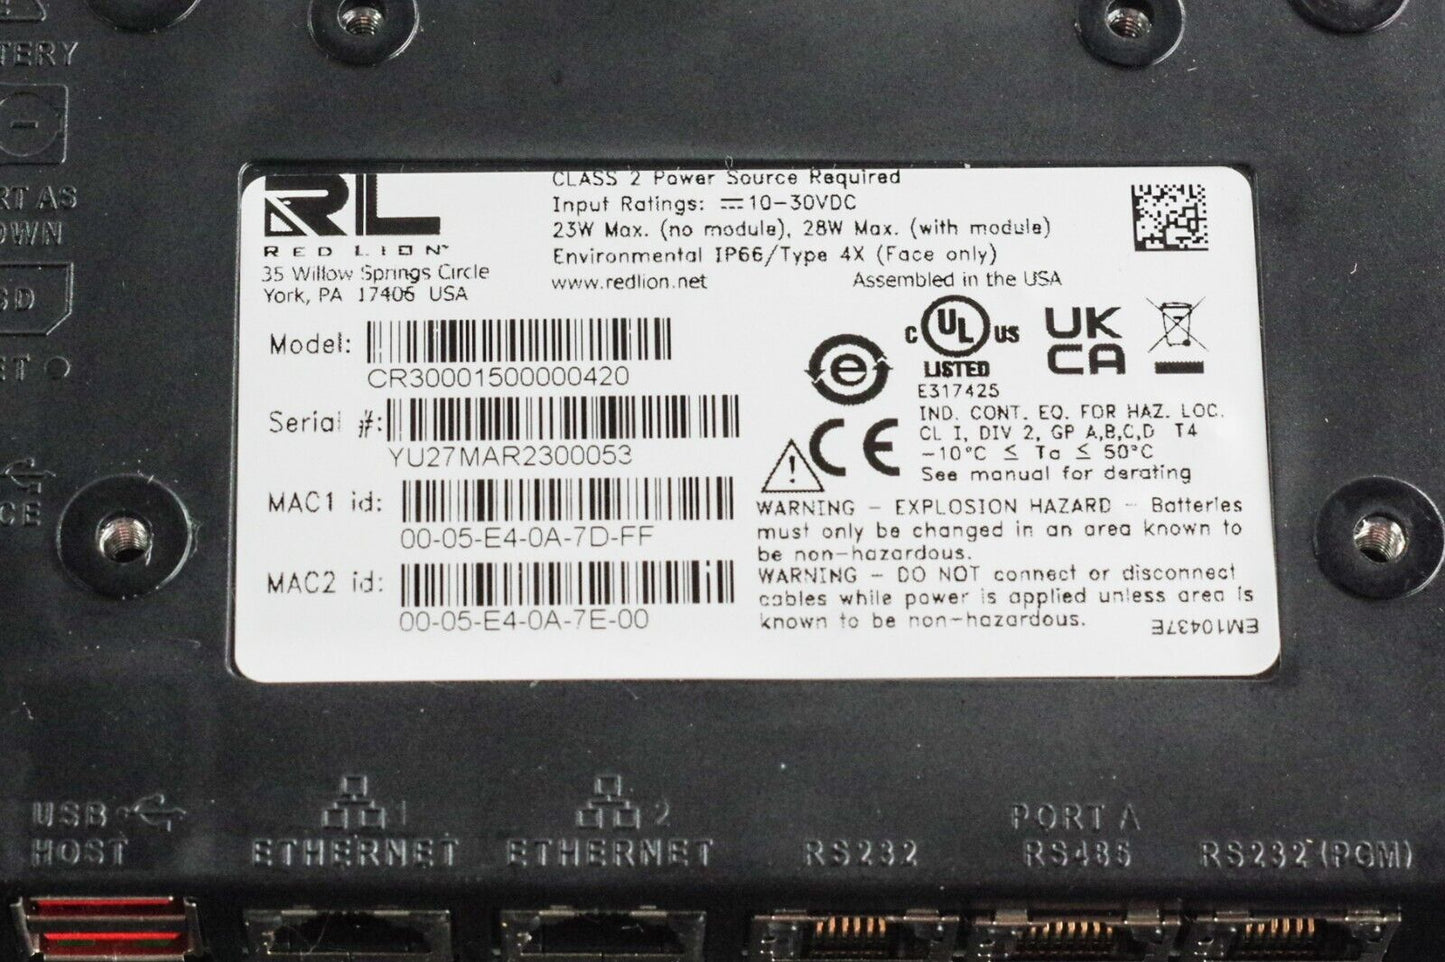 TERY
RT AS
OWN
SD
ET
CE
RL
RED LION™
35 Willow Springs Circle
York, PA 17406 USA
CLASS 2 Power Source Required
Input Ratings: ⎓10-30VDC
23W Max. (no module), 28W Max. (with module)
Environmental IP66/Type 4X (Face only)
www.redlion.net
Assembled in the USA
Model:
CR30001500000420
Serial #:
YU27MAR2300053
MAC1 id:
00-05-E4-0A-7D-FF
MAC2 id:
00-05-E4-0A-7E-00
e
C UL US
LISTED
E317425
UK
CA
IND. CONT. EQ. FOR HAZ. LOC.
CL I, DIV 2, GP A,B,C,D T4
-10°C ≤ Ta ≤ 50°C
See manual for derating
CE
WARNING - EXPLOSION HAZARD - Batteries
must only be changed in an area known to
be non-hazardous.
WARNING - DO NOT connect or disconnect
cables while power is applied unless area is
known to be non-hazardous.
EM10437E
USB
HOST
1
ETHERNET
2
ETHERNET
RS232
PORT A
RS485
RS232 (PGM)